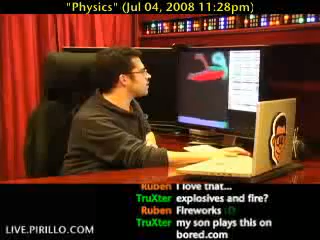 "Physics" (Jul 04, 2008 11:28pm)
Ruben I love that...
TruXter explosives and fire?
Ruben Fireworks :D
TruXter my son plays this on
bored.com
LIVE.PIRILLO.COM